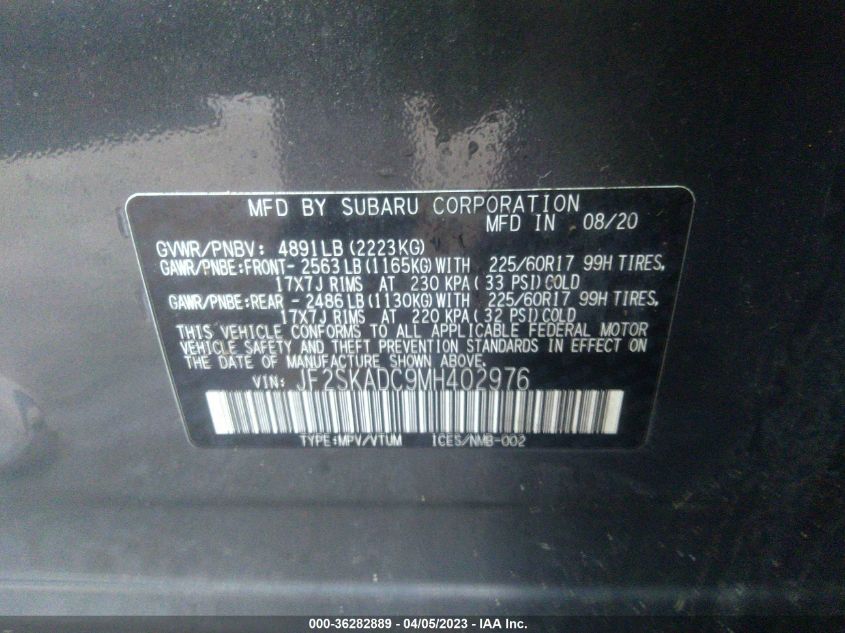 MFD BY SUBARU CORPORATION
MFD IN 08/20
GVWR/PNBV: 4891LB(2223KG)
GAWR/PNBE:FRONT- 2563LB(1165KG)WITH 225/60R17 99H TIRES,
17X7J RIMS AT 230 KPA( 33 PSI)COLD
GAWR/PNBE:REAR - 2486LB(1130KG)WITH 225/60R17 99H TIRES,
17X7J RIMS AT 220 KPA(32 PSI)COLD
THIS VEHICLE CONFORMS TO ALL APPLICABLE FEDERAL MOTOR
VEHICLE SAFETY AND THEFT PREVENTION STANDARDS IN EFFECT ON
THE DATE OF MANUFACTURE SHOWN ABOVE.
VIN: JF2SKADC9MH402976
TYPE:MPV/VTUM ICES/NMB-002
000-36282889 - 04/05/2023 - IAA Inc.